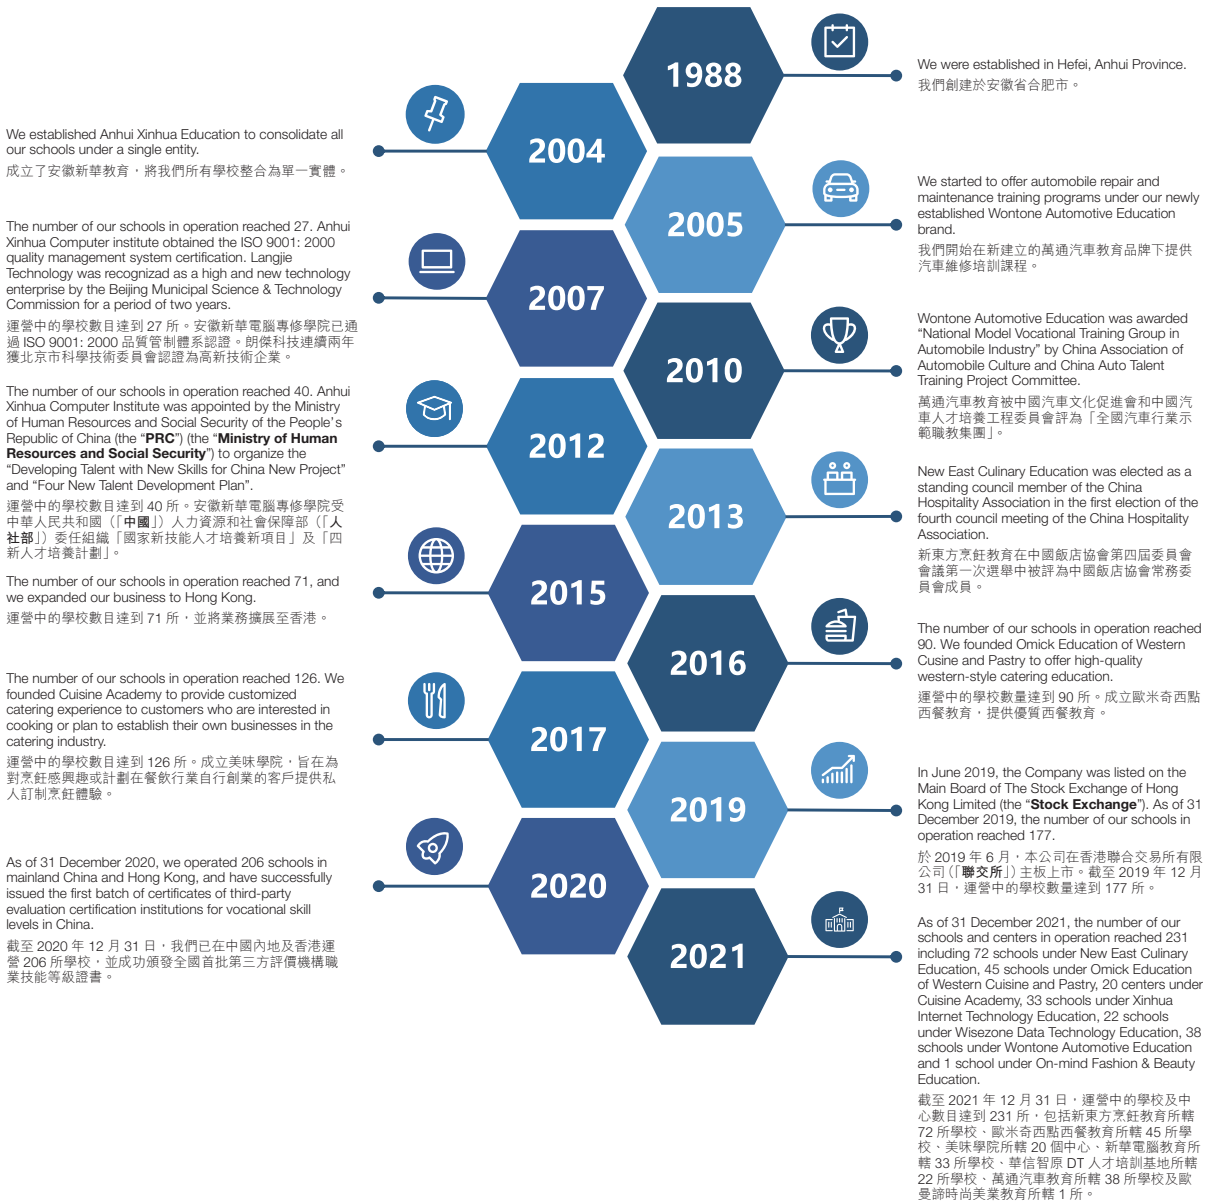 1988
We were established in Hefei, Anhui Province.
我們創建於安徽省合肥市。
2004
We established Anhui Xinhua Education to consolidate all
our schools under a single entity.
成立了安徽新華教育，將我們所有學校整合為單一實體。
2005
We started to offer automobile repair and
maintenance training programs under our newly
established Wontone Automotive Education
brand.
我們開始在新建立的萬通汽車教育品牌下提供
汽車維修培訓課程。
2007
The number of our schools in operation reached 27. Anhui
Xinhua Computer institute obtained the ISO 9001: 2000
quality management system certification. Langjie
Technology was recognizad as a high and new technology
enterprise by the Beijing Municipal Science & Technology
Commission for a period of two years.
運營中的學校數目達到 27 所。安徽新華電腦專修學院已通
過 ISO 9001: 2000 品質管制體系認證。朗傑科技連續兩年
獲北京市科學技術委員會認證為高新技術企業。
2010
Wontone Automotive Education was awarded
“National Model Vocational Training Group in
Automobile Industry” by China Association of
Automobile Culture and China Auto Talent
Training Project Committee.
萬通汽車教育被中國汽車文化促進會和中國汽
車人才培養工程委員會評為「全國汽車行業示
範職教集團」。
2012
The number of our schools in operation reached 40. Anhui
Xinhua Computer Institute was appointed by the Ministry
of Human Resources and Social Security of the People’s
Republic of China (the “PRC”) (the “Ministry of Human
Resources and Social Security”) to organize the
“Developing Talent with New Skills for China New Project”
and “Four New Talent Development Plan”.
運營中的學校數目達到 40 所。安徽新華電腦專修學院受
中華人民共和國（「中國」）人力資源和社會保障部（「人
社部」）委任組織「國家新技能人才培養新項目」及「四
新人才培養計劃」。
2013
New East Culinary Education was elected as a
standing council member of the China
Hospitality Association in the first election of the
fourth council meeting of the China Hospitality
Association.
新東方烹飪教育在中國飯店協會第四屆委員會
會議第一次選舉中被評為中國飯店協會常務委
員會成員。
2015
The number of our schools in operation reached 71, and
we expanded our business to Hong Kong.
運營中的學校數目達到 71 所，並將業務擴展至香港。
2016
The number of our schools in operation reached
90. We founded Omick Education of Western
Cusine and Pastry to offer high-quality
western-style catering education.
運營中的學校數量達到 90 所。成立歐米奇西點
西餐教育，提供優質西餐教育。
2017
The number of our schools in operation reached 126. We
founded Cuisine Academy to provide customized
catering experience to customers who are interested in
cooking or plan to establish their own businesses in the
catering industry.
運營中的學校數目達到 126 所。成立美味學院，旨在為
對烹飪感興趣或計劃在餐飲行業自行創業的客戶提供私
人訂制烹飪體驗。
2019
In June 2019, the Company was listed on the
Main Board of The Stock Exchange of Hong
Kong Limited (the “Stock Exchange”). As of 31
December 2019, the number of our schools in
operation reached 177.
於 2019 年 6 月，本公司在香港聯合交易所有限
公司（「聯交所」）主板上市。截至 2019 年 12 月
31 日，運營中的學校數量達到 177 所。
2020
As of 31 December 2020, we operated 206 schools in
mainland China and Hong Kong, and have successfully
issued the first batch of certificates of third-party
evaluation certification institutions for vocational skill
levels in China.
截至 2020 年 12 月 31 日，我們已在中國內地及香港運
營 206 所學校，並成功頒發全國首批第三方評價機構職
業技能等級證書。
2021
As of 31 December 2021, the number of our
schools and centers in operation reached 231
including 72 schools under New East Culinary
Education, 45 schools under Omick Education
of Western Cuisine and Pastry, 20 centers under
Cuisine Academy, 33 schools under Xinhua
Internet Technology Education, 22 schools
under Wisezone Data Technology Education, 38
schools under Wontone Automotive Education
and 1 school under On-mind Fashion & Beauty
Education.
截至 2021 年 12 月 31 日，運營中的學校及中
心數目達到 231 所，包括新東方烹飪教育所轄
72 所學校、歐米奇西點西餐教育所轄 45 所學
校、美味學院所轄 20 個中心、新華電腦教育所
轄 33 所學校、華信智原 DT 人才培訓基地所轄
22 所學校、萬通汽車教育所轄 38 所學校及歐
曼諦時尚美業教育所轄 1 所。